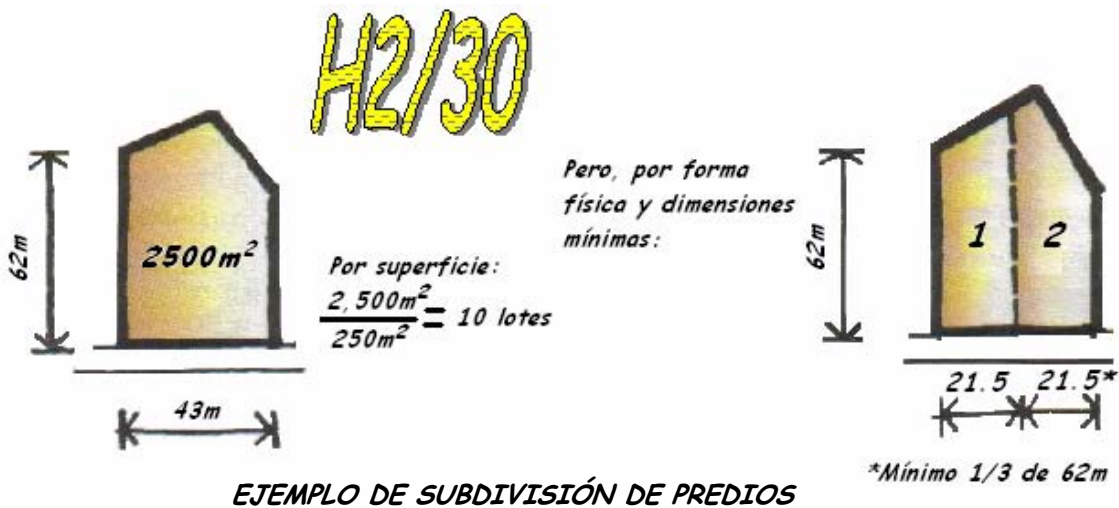 H2/30
62m
2500m²
43m
Por superficie:
2,500m²
250m²
= 10 lotes
Pero, por forma
física y dimensiones
mínimas:
62m
1
2
21.5
21.5*
*Mínimo 1/3 de 62m
EJEMPLO DE SUBDIVISIÓN DE PREDIOS